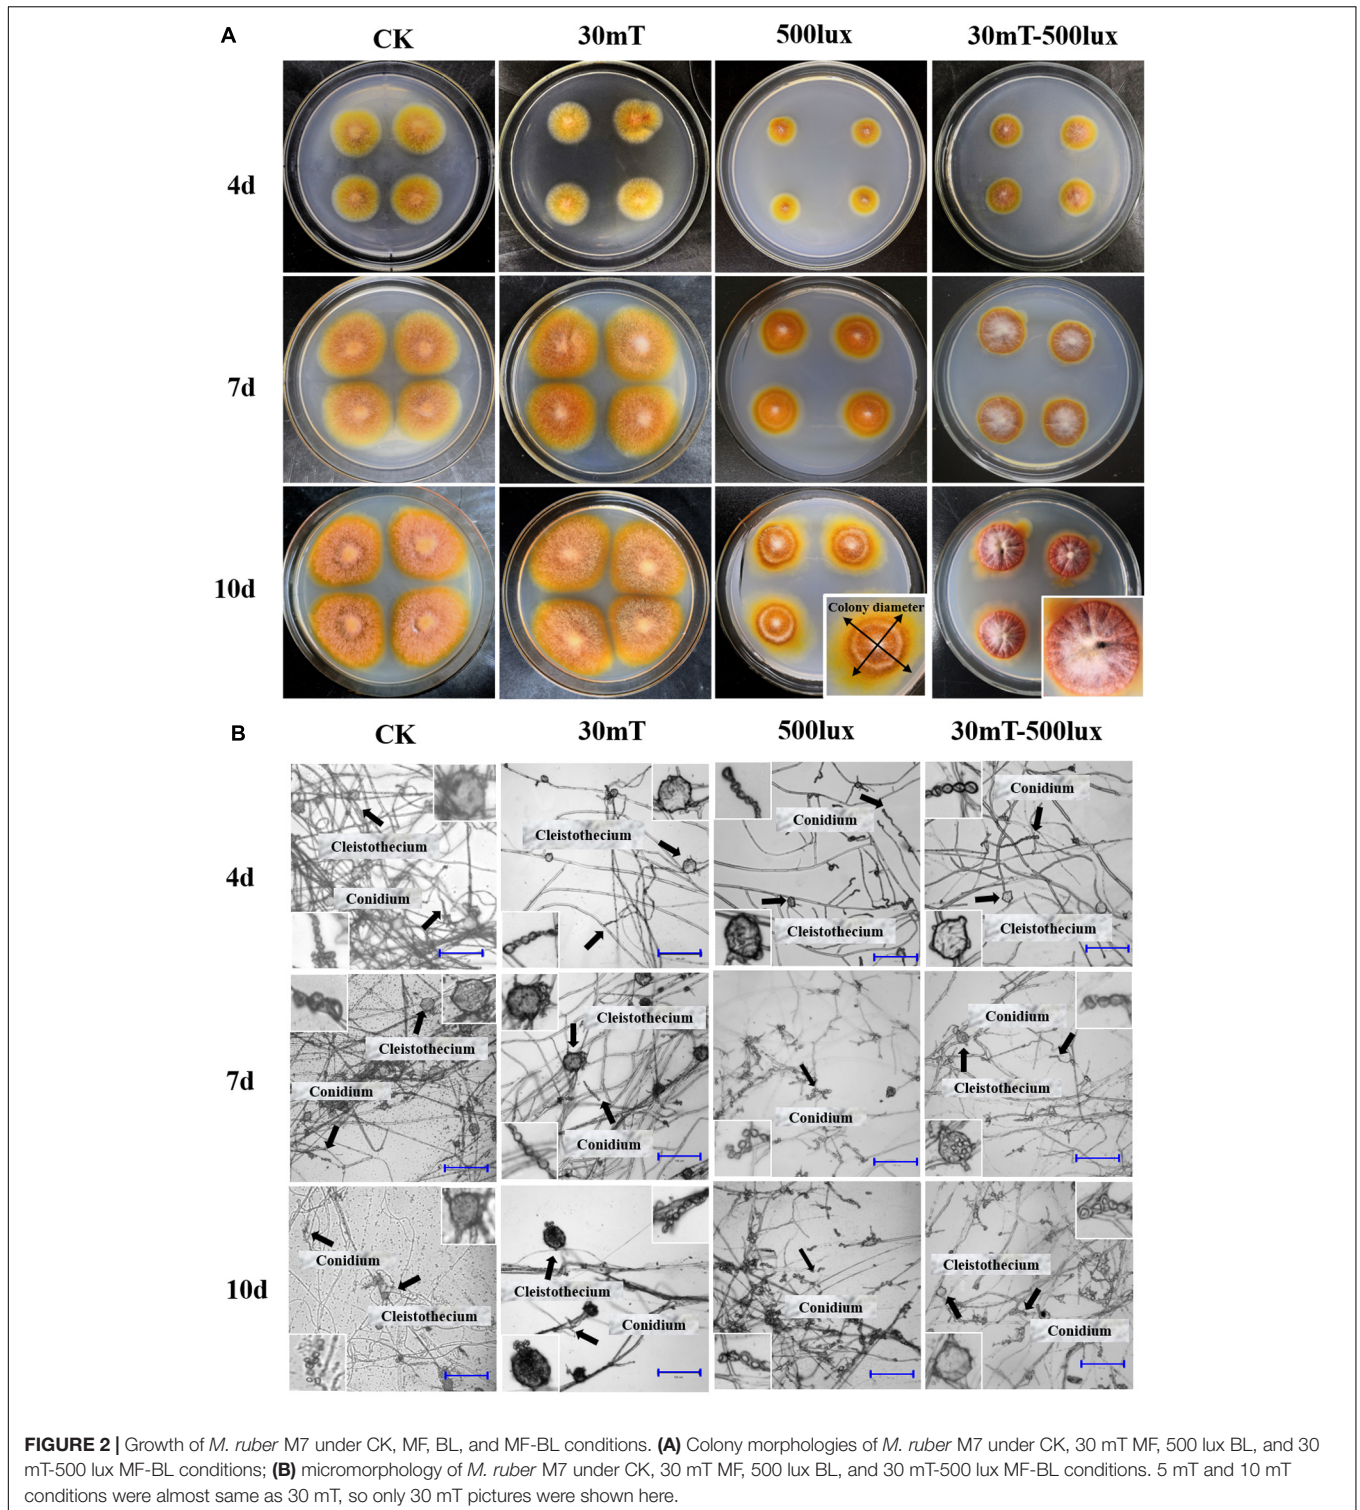 A
CK 30mT 500lux 30mT-500lux
4d
7d
10d
Colony diameter
B
CK 30mT 500lux 30mT-500lux
4d
Cleistothecium
Conidium
Cleistothecium
Conidium
Cleistothecium
Conidium
Cleistothecium
7d
Cleistothecium
Conidium
Cleistothecium
Conidium
Conidium
Conidium
Cleistothecium
10d
Conidium
Cleistothecium
Cleistothecium
Conidium
Conidium
Cleistothecium
Conidium
FIGURE 2 | Growth of M. ruber M7 under CK, MF, BL, and MF-BL conditions. (A) Colony morphologies of M. ruber M7 under CK, 30 mT MF, 500 lux BL, and 30
mT-500 lux MF-BL conditions; (B) micromorphology of M. ruber M7 under CK, 30 mT MF, 500 lux BL, and 30 mT-500 lux MF-BL conditions. 5 mT and 10 mT
conditions were almost same as 30 mT, so only 30 mT pictures were shown here.